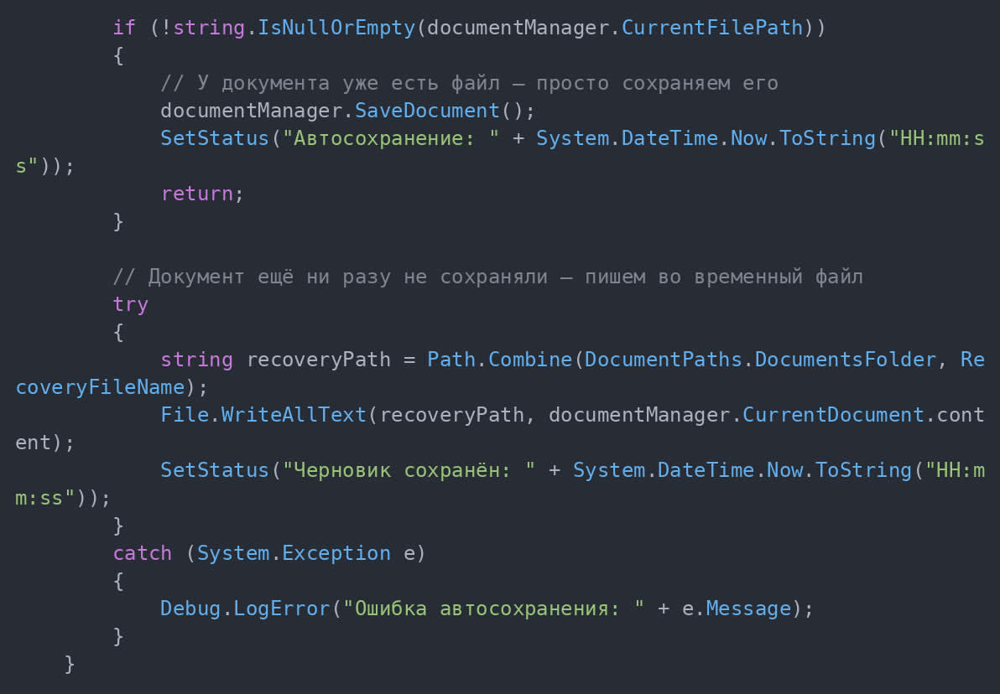 if (!string.IsNullOrEmpty(documentManager.CurrentFilePath))
        {
            // У документа уже есть файл — просто сохраняем его
            documentManager.SaveDocument();
            SetStatus("Автосохранение: " + System.DateTime.Now.ToString("HH:mm:s
s"));
            return;
        }

        // Документ ещё ни разу не сохраняли — пишем во временный файл
        try
        {
            string recoveryPath = Path.Combine(DocumentPaths.DocumentsFolder, Re
coveryFileName);
            File.WriteAllText(recoveryPath, documentManager.CurrentDocument.cont
ent);
            SetStatus("Черновик сохранён: " + System.DateTime.Now.ToString("HH:m
m:ss"));
        }
        catch (System.Exception e)
        {
            Debug.LogError("Ошибка автосохранения: " + e.Message);
        }
    }